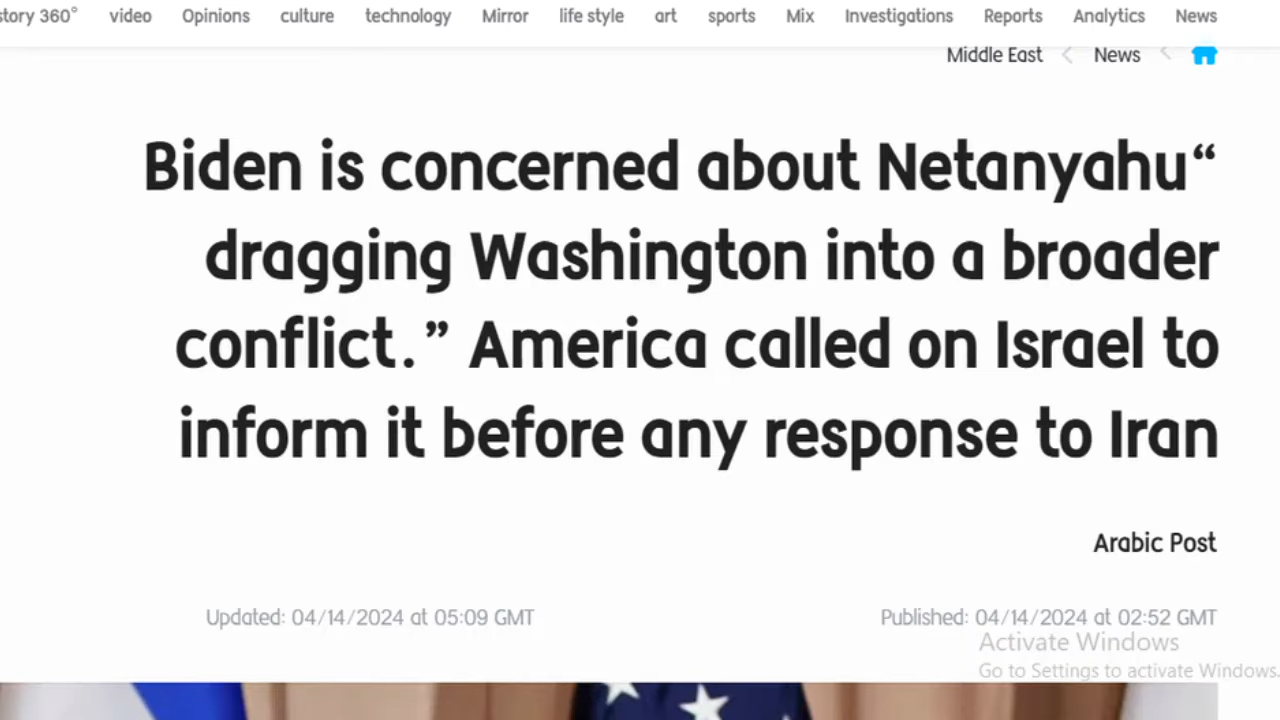 story 360° video Opinions culture technology Mirror life style art sports Mix Investigations Reports Analytics News
Middle East < News <
Biden is concerned about Netanyahu“
dragging Washington into a broader
conflict.” America called on Israel to
inform it before any response to Iran
Arabic Post
Updated: 04/14/2024 at 05:09 GMT Published: 04/14/2024 at 02:52 GMT
Activate Windows
Go to Settings to activate Windows.